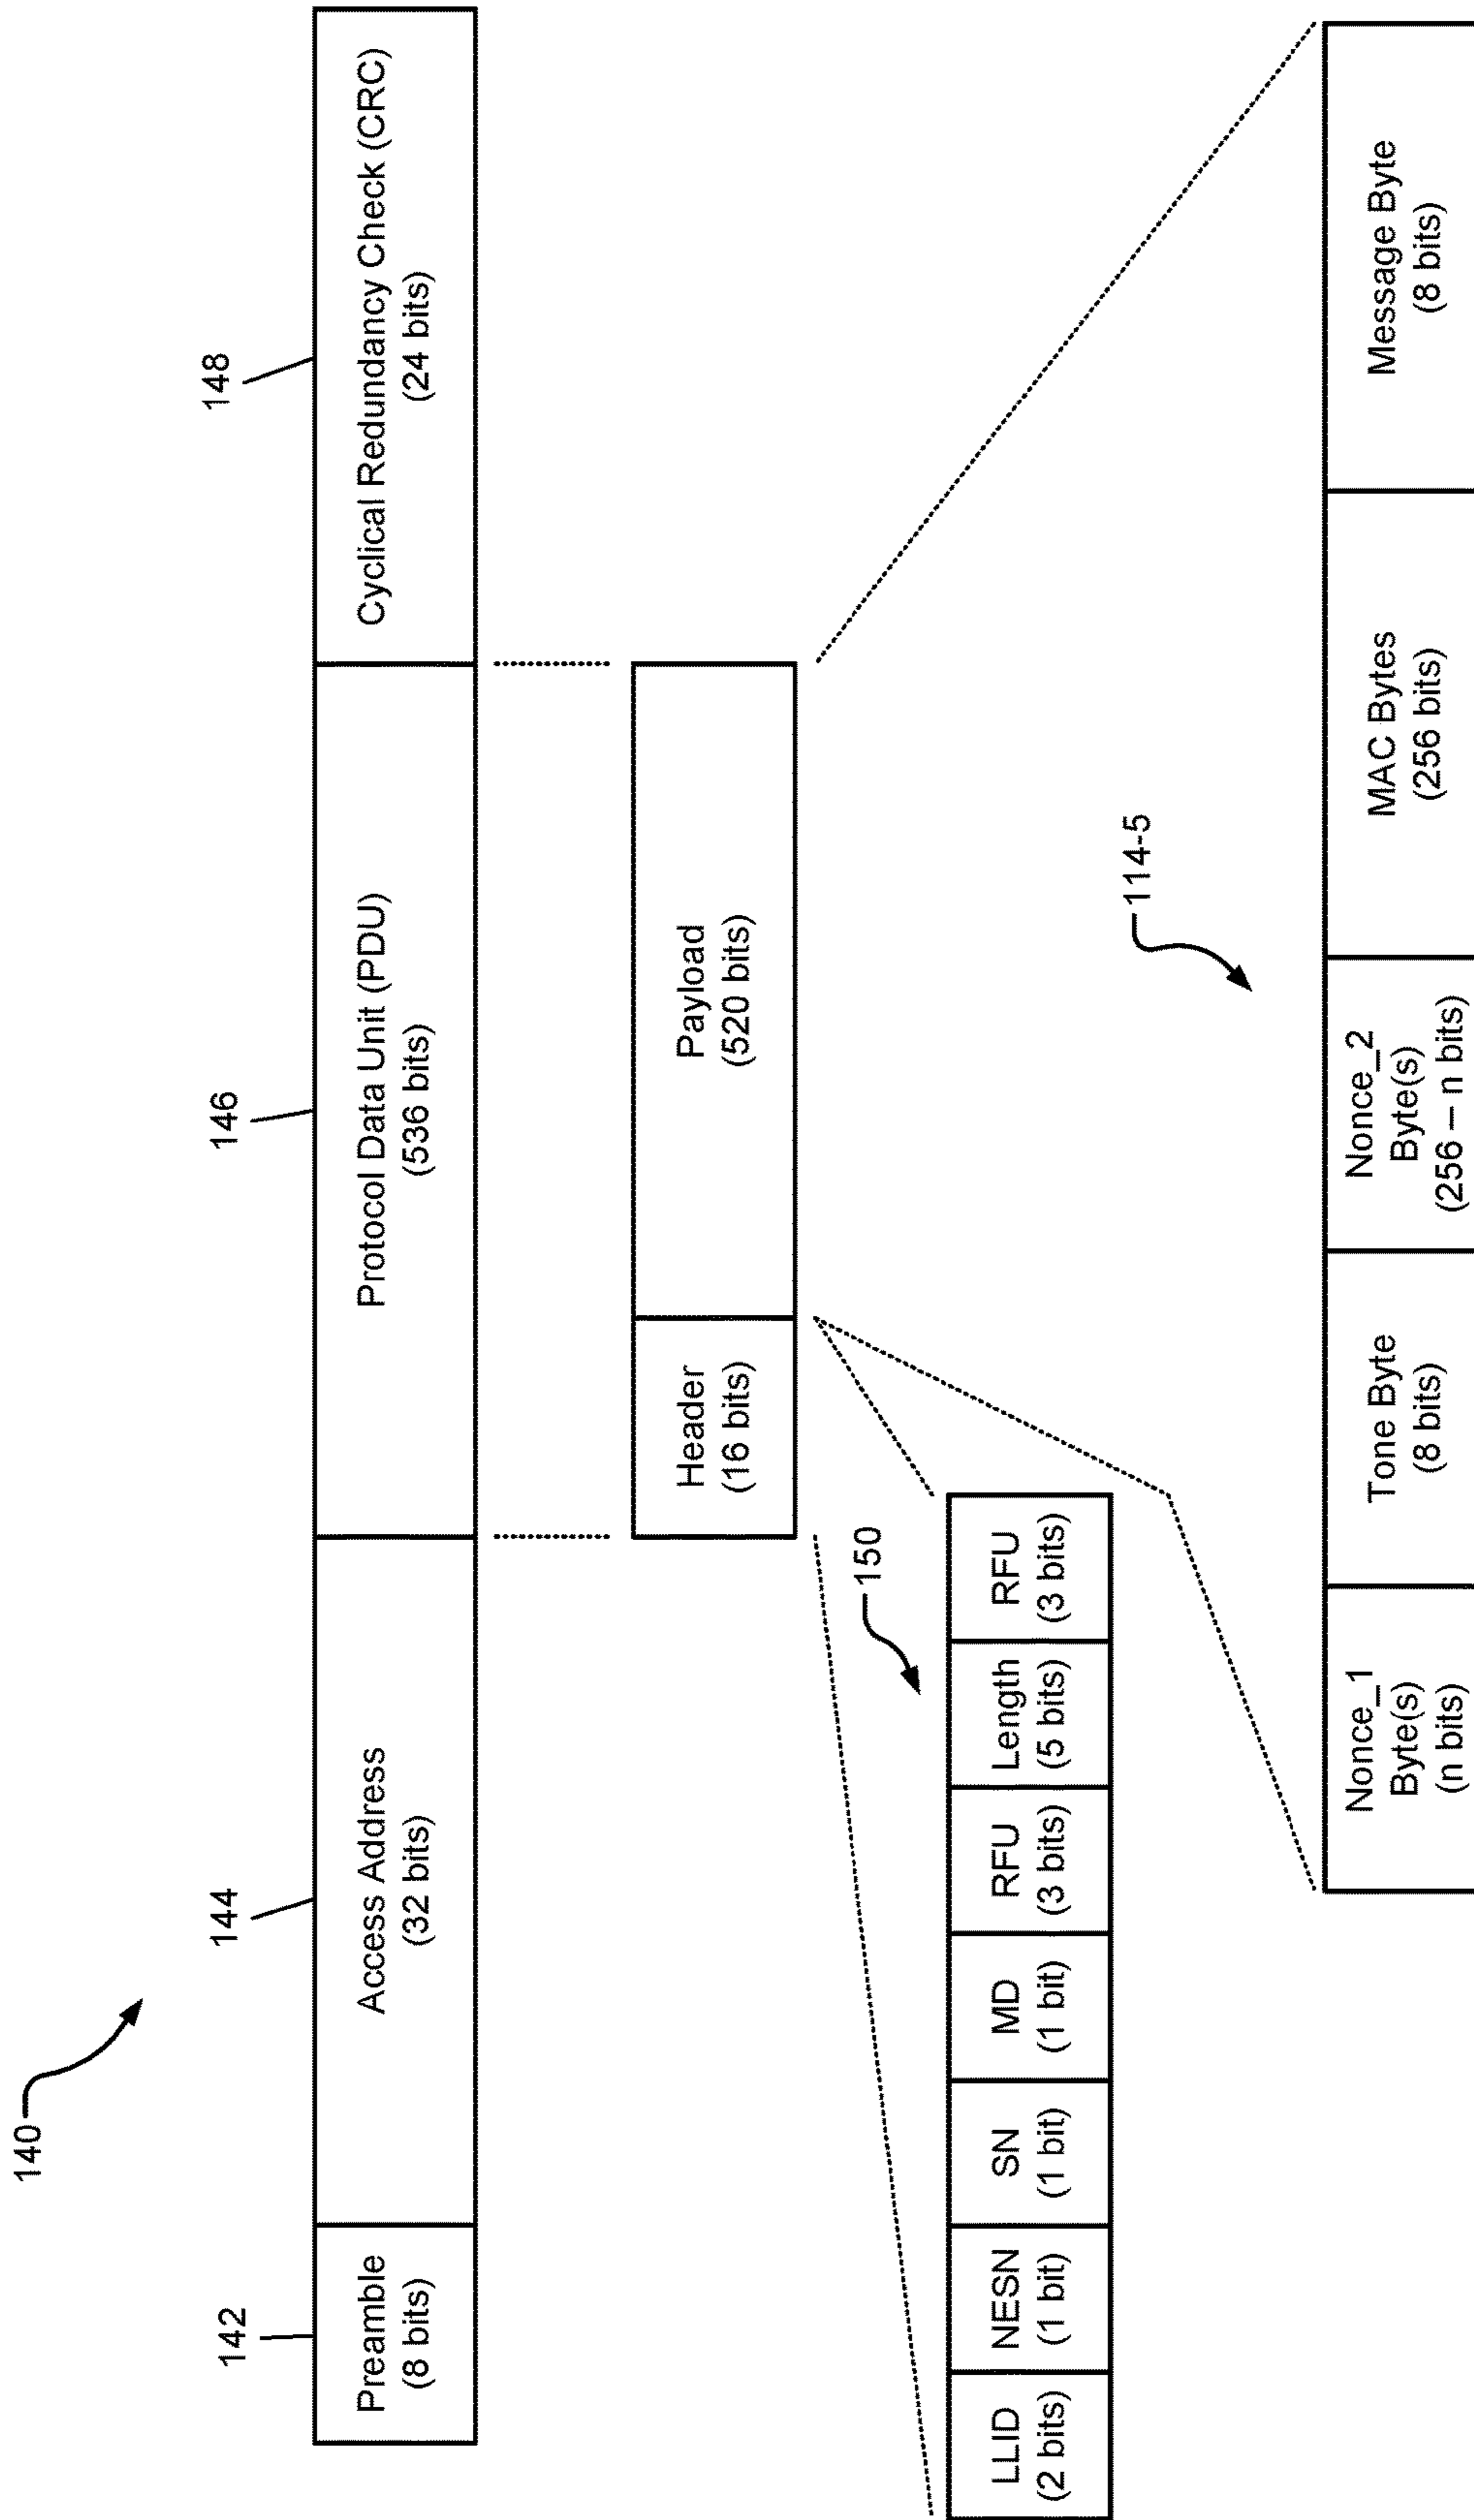 140
142
144
146
148
Preamble
(8 bits)
Access Address
(32 bits)
Protocol Data Unit (PDU)
(536 bits)
Cyclical Redundancy Check (CRC)
(24 bits)
Header
(16 bits)
Payload
(520 bits)
150
LLID
(2 bits)
NESN
(1 bit)
SN
(1 bit)
MD
(1 bit)
RFU
(3 bits)
Length
(5 bits)
RFU
(3 bits)
114-5
Nonce_1
Byte(s)
(n bits)
Tone Byte
(8 bits)
Nonce_2
Byte(s)
(256 – n bits)
MAC Bytes
(256 bits)
Message Byte
(8 bits)